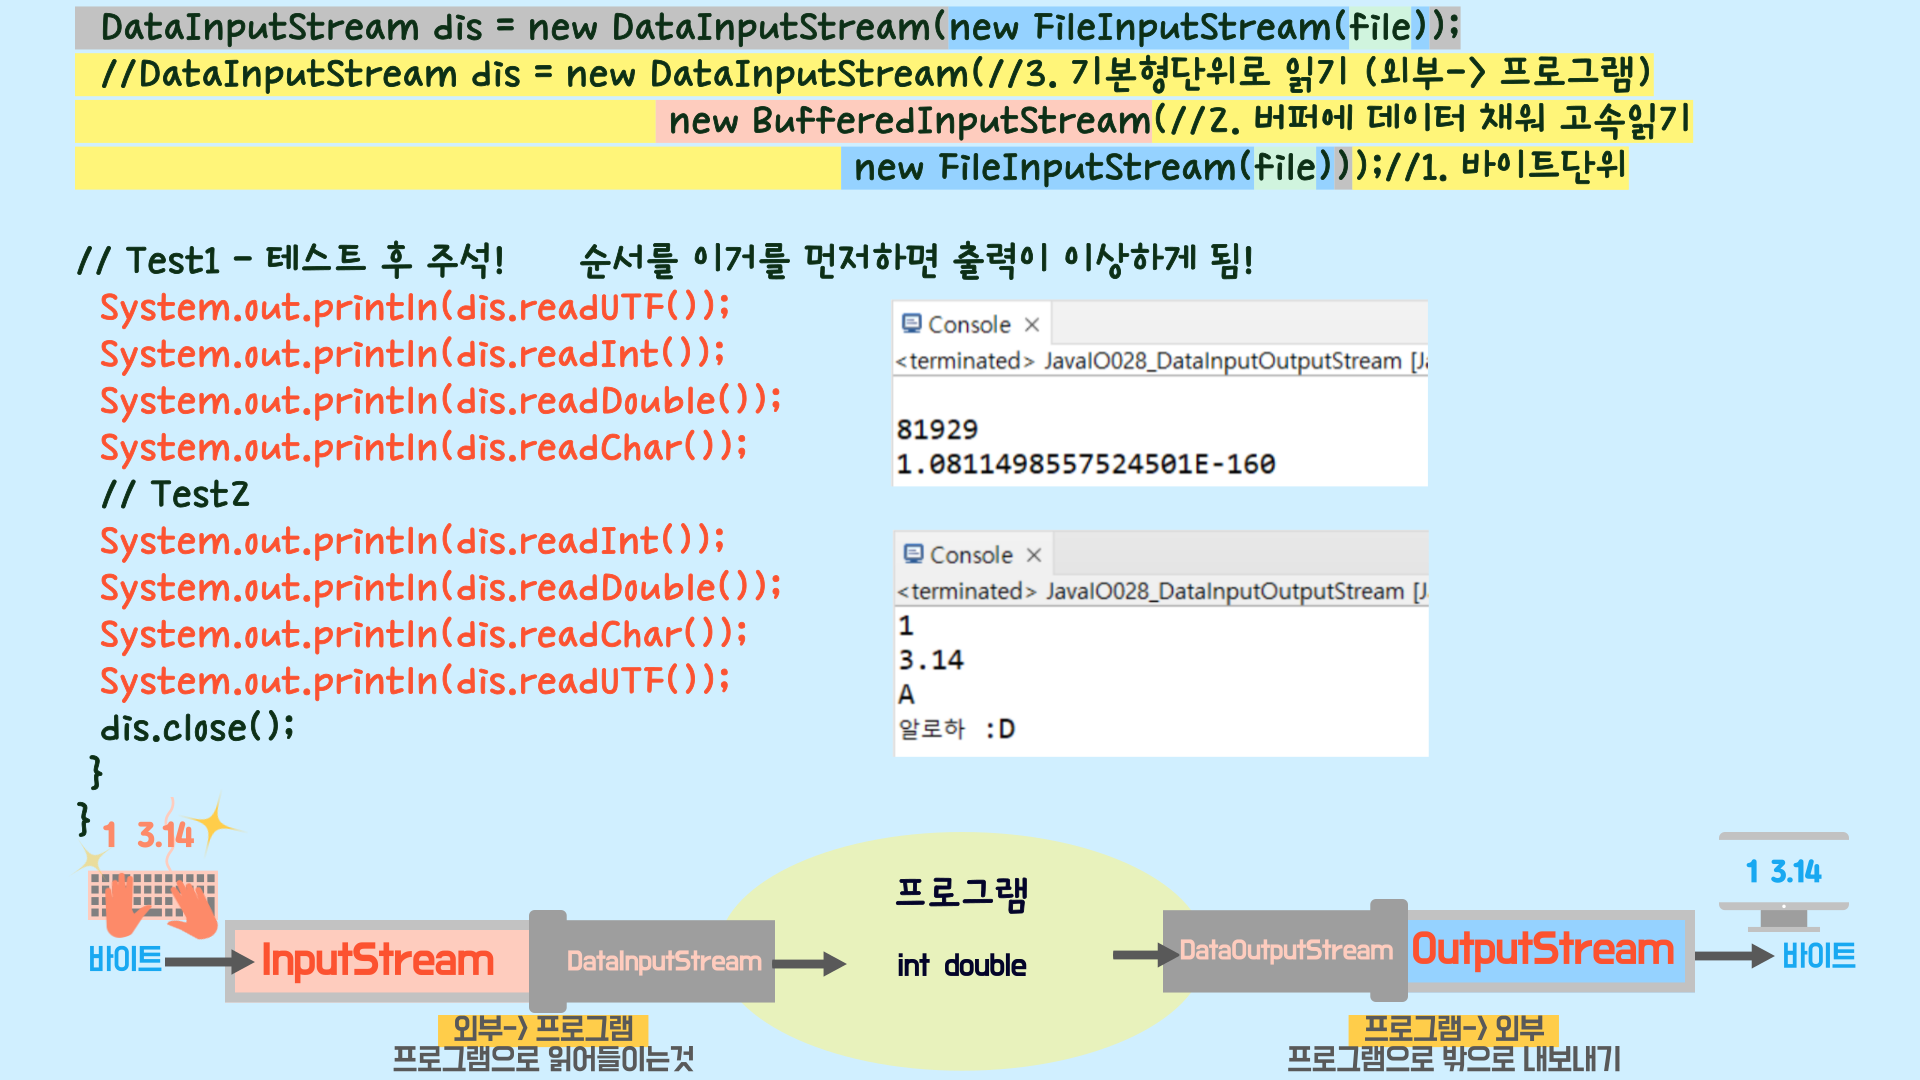 DataInputStream dis = new DataInputStream(new FileInputStream(file));
//DataInputStream dis = new DataInputStream(//3. 기본형단위로 읽기 (외부-> 프로그램)
new BufferedInputStream(//2. 버퍼에 데이터 채워 고속읽기
new FileInputStream(file)));//1. 바이트단위
// Test1 - 테스트 후 주석! 순서를 이거를 먼저하면 출력이 이상하게 됨!
System.out.println(dis.readUTF());
System.out.println(dis.readInt());
System.out.println(dis.readDouble());
System.out.println(dis.readChar());
// Test2
System.out.println(dis.readInt());
System.out.println(dis.readDouble());
System.out.println(dis.readChar());
System.out.println(dis.readUTF());
dis.close();
}
}
Console
<terminated> JavaIO028_DataInputOutputStream [J
81929
1.0811498557524501E-160
Console
<terminated> JavaIO028_DataInputOutputStream [J
1
3.14
A
알로하 :D
1 3.14
바이트
InputStream
DataInputStream
외부-> 프로그램
프로그램으로 읽어들이는것
프로그램
int double
DataOutputStream
OutputStream
1 3.14
바이트
프로그램-> 외부
프로그램으로 밖으로 내보내기